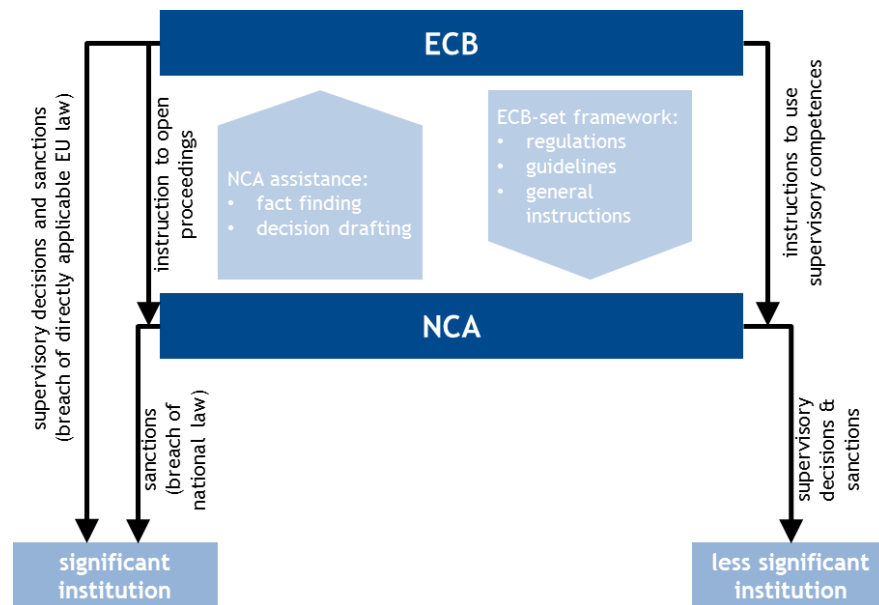 ECB
supervisory decisions and sanctions
(breach of directly applicable EU law)
instruction to open
proceedings
NCA assistance:
• fact finding
• decision drafting
ECB-set framework:
• regulations
• guidelines
• general
instructions
instructions to use
supervisory competences
NCA
sanctions
(breach of
national law)
supervisory
decisions &
sanctions
significant
institution
less significant
institution